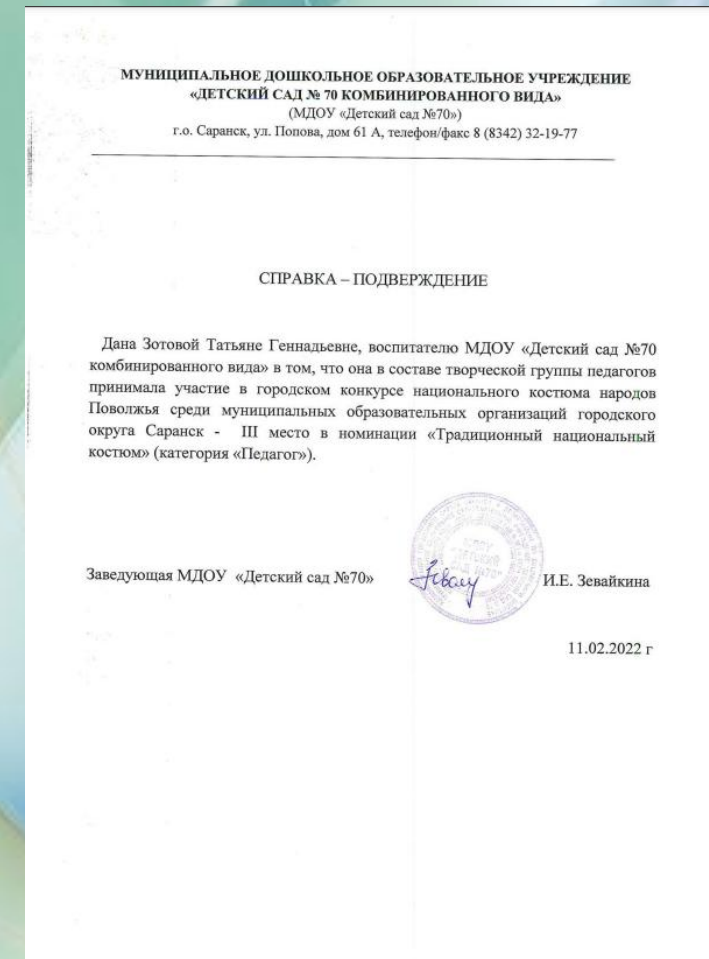 МУНИЦИПАЛЬНОЕ ДОШКОЛЬНОЕ ОБРАЗОВАТЕЛЬНОЕ УЧРЕЖДЕНИЕ
«ДЕТСКИЙ САД № 70 КОМБИНИРОВАННОГО ВИДА»
(МДОУ «Детский сад №70»)
г.о. Саранск, ул. Попова, дом 61 А, телефон/факс 8 (8342) 32-19-77
СПРАВКА – ПОДВЕРЖДЕНИЕ
Дана Зотовой Татьяне Геннадьевне, воспитателю МДОУ «Детский сад №70
комбинированного вида» в том, что она в составе творческой группы педагогов
принимала участие в городском конкурсе национального костюма народов
Поволжья среди муниципальных образовательных организаций городского
округа Саранск - III место в номинации «Традиционный национальный
костюм» (категория «Педагог»).
Заведующая МДОУ «Детский сад №70» И.Е. Зевайкина
11.02.2022 г